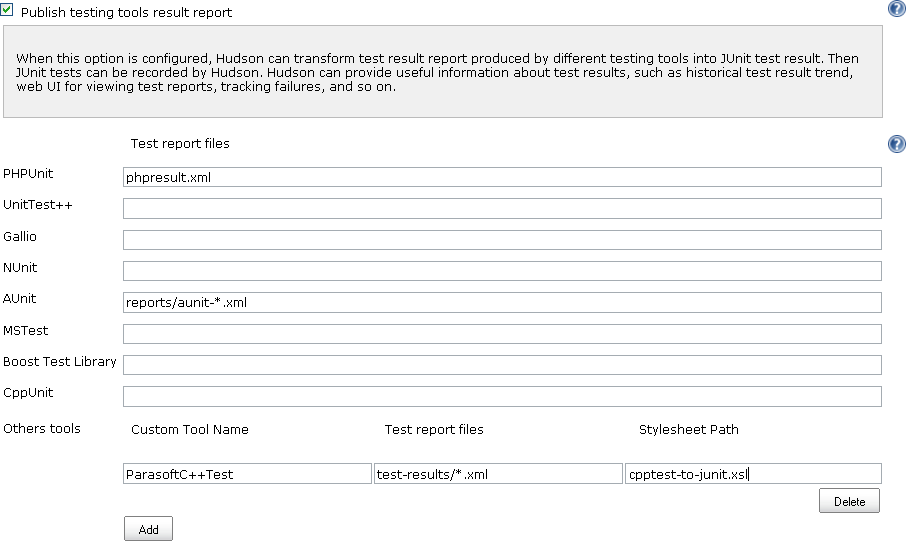 Publish testing tools result report
?
When this option is configured, Hudson can transform test result report produced by different testing tools into JUnit test result. Then
JUnit tests can be recorded by Hudson. Hudson can provide useful information about test results, such as historical test result trend,
web UI for viewing test reports, tracking failures, and so on.
Test report files
?
PHPUnit phpresult.xml
UnitTest++
Gallio
NUnit
AUnit reports/aunit-*.xml
MSTest
Boost Test Library
CppUnit
Others tools Custom Tool Name Test report files Stylesheet Path
ParasoftC++Test test-results/*.xml cpptest-to-junit.xsl
Delete
Add